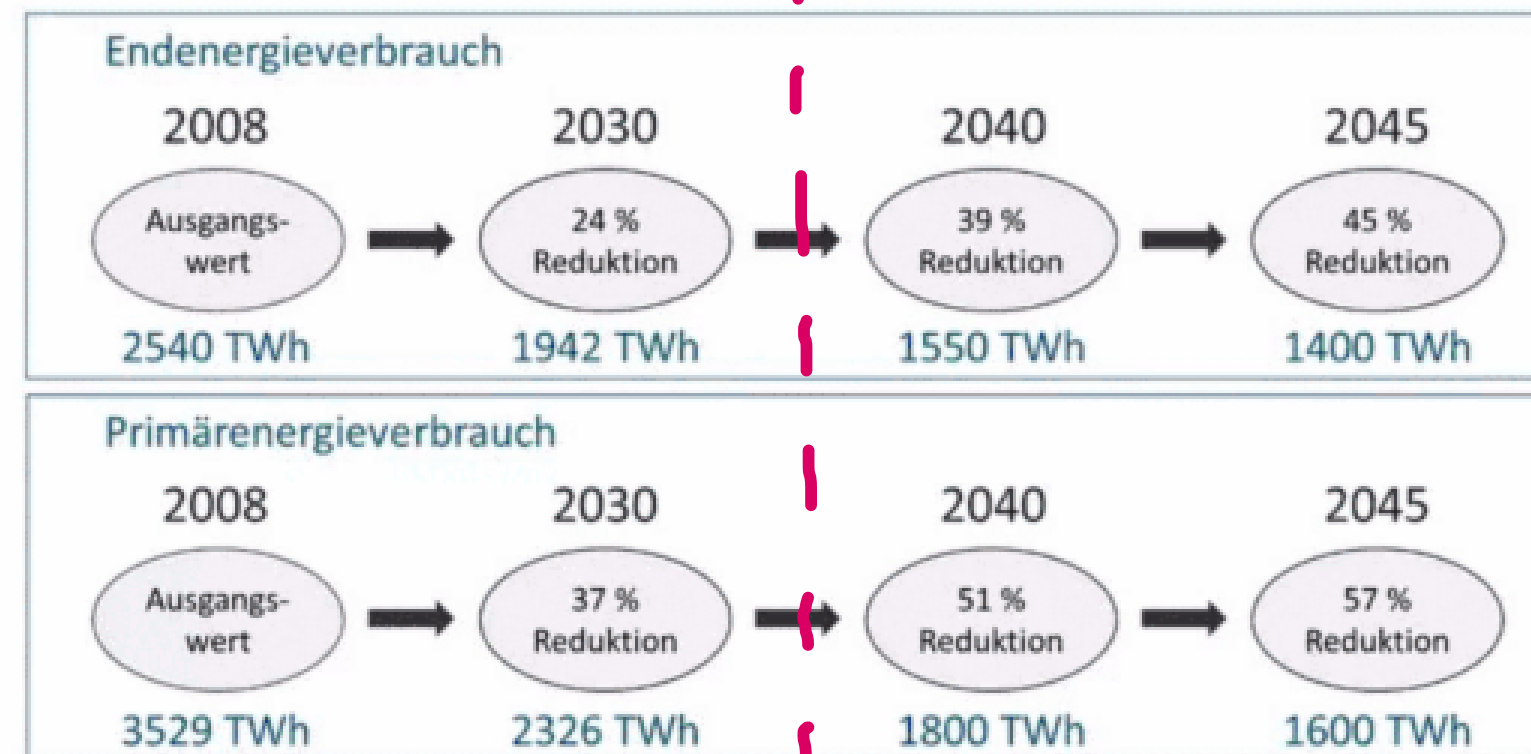 Endenergieverbrauch
2008 2030 2040 2045
Ausgangs- 24 % 39 % 45 %
wert Reduktion Reduktion Reduktion
2540 TWh 1942 TWh 1550 TWh 1400 TWh
Primärenergieverbrauch
2008 2030 2040 2045
Ausgangs- 37 % 51 % 57 %
wert Reduktion Reduktion Reduktion
3529 TWh 2326 TWh 1800 TWh 1600 TWh